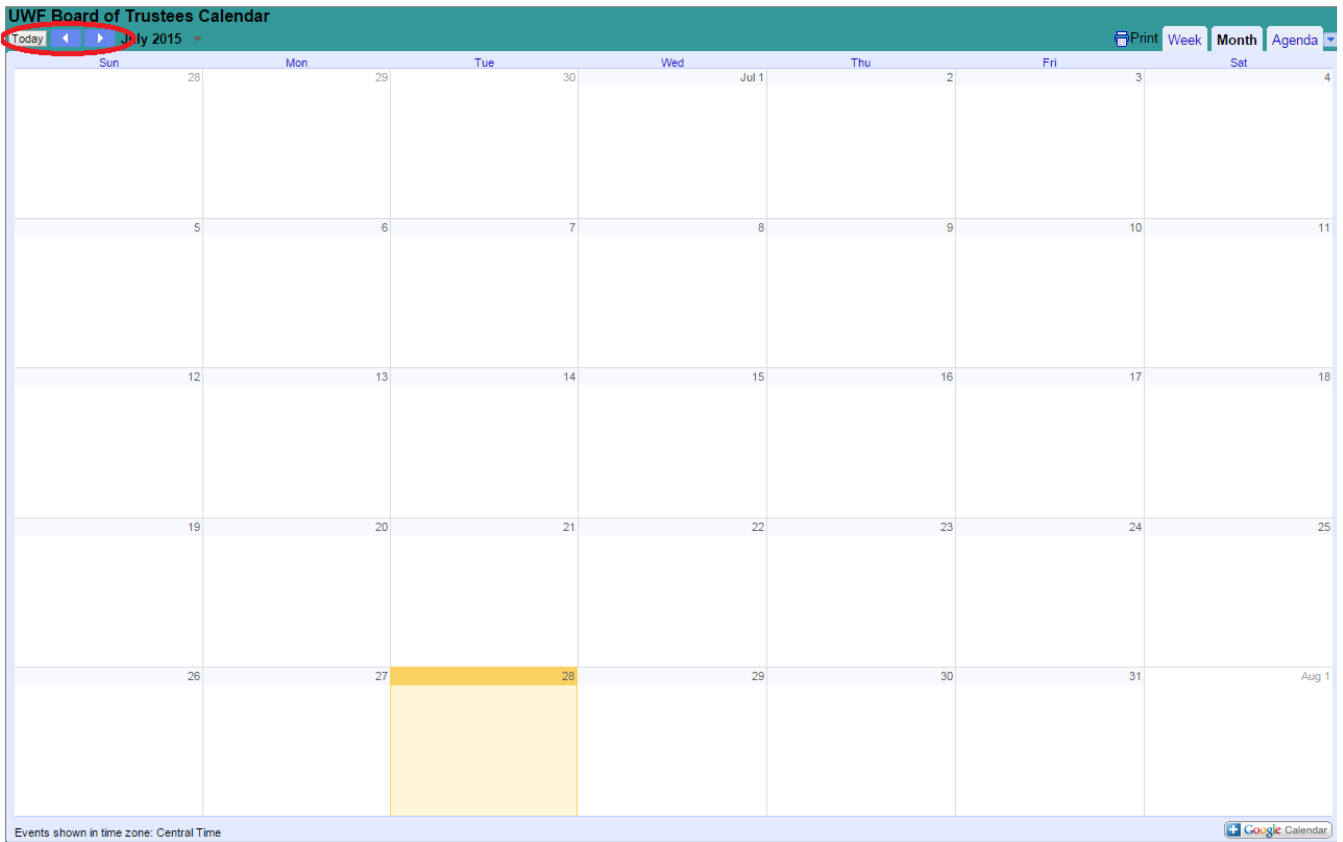 UWF Board of Trustees Calendar
Today July 2015 Print Week Month Agenda
Sun Mon Tue Wed Thu Fri Sat
28 29 30 Jul 1 2 3 4
5 6 7 8 9 10 11
12 13 14 15 16 17 18
19 20 21 22 23 24 25
26 27 28 29 30 31 Aug 1
Events shown in time zone: Central Time Google Calendar